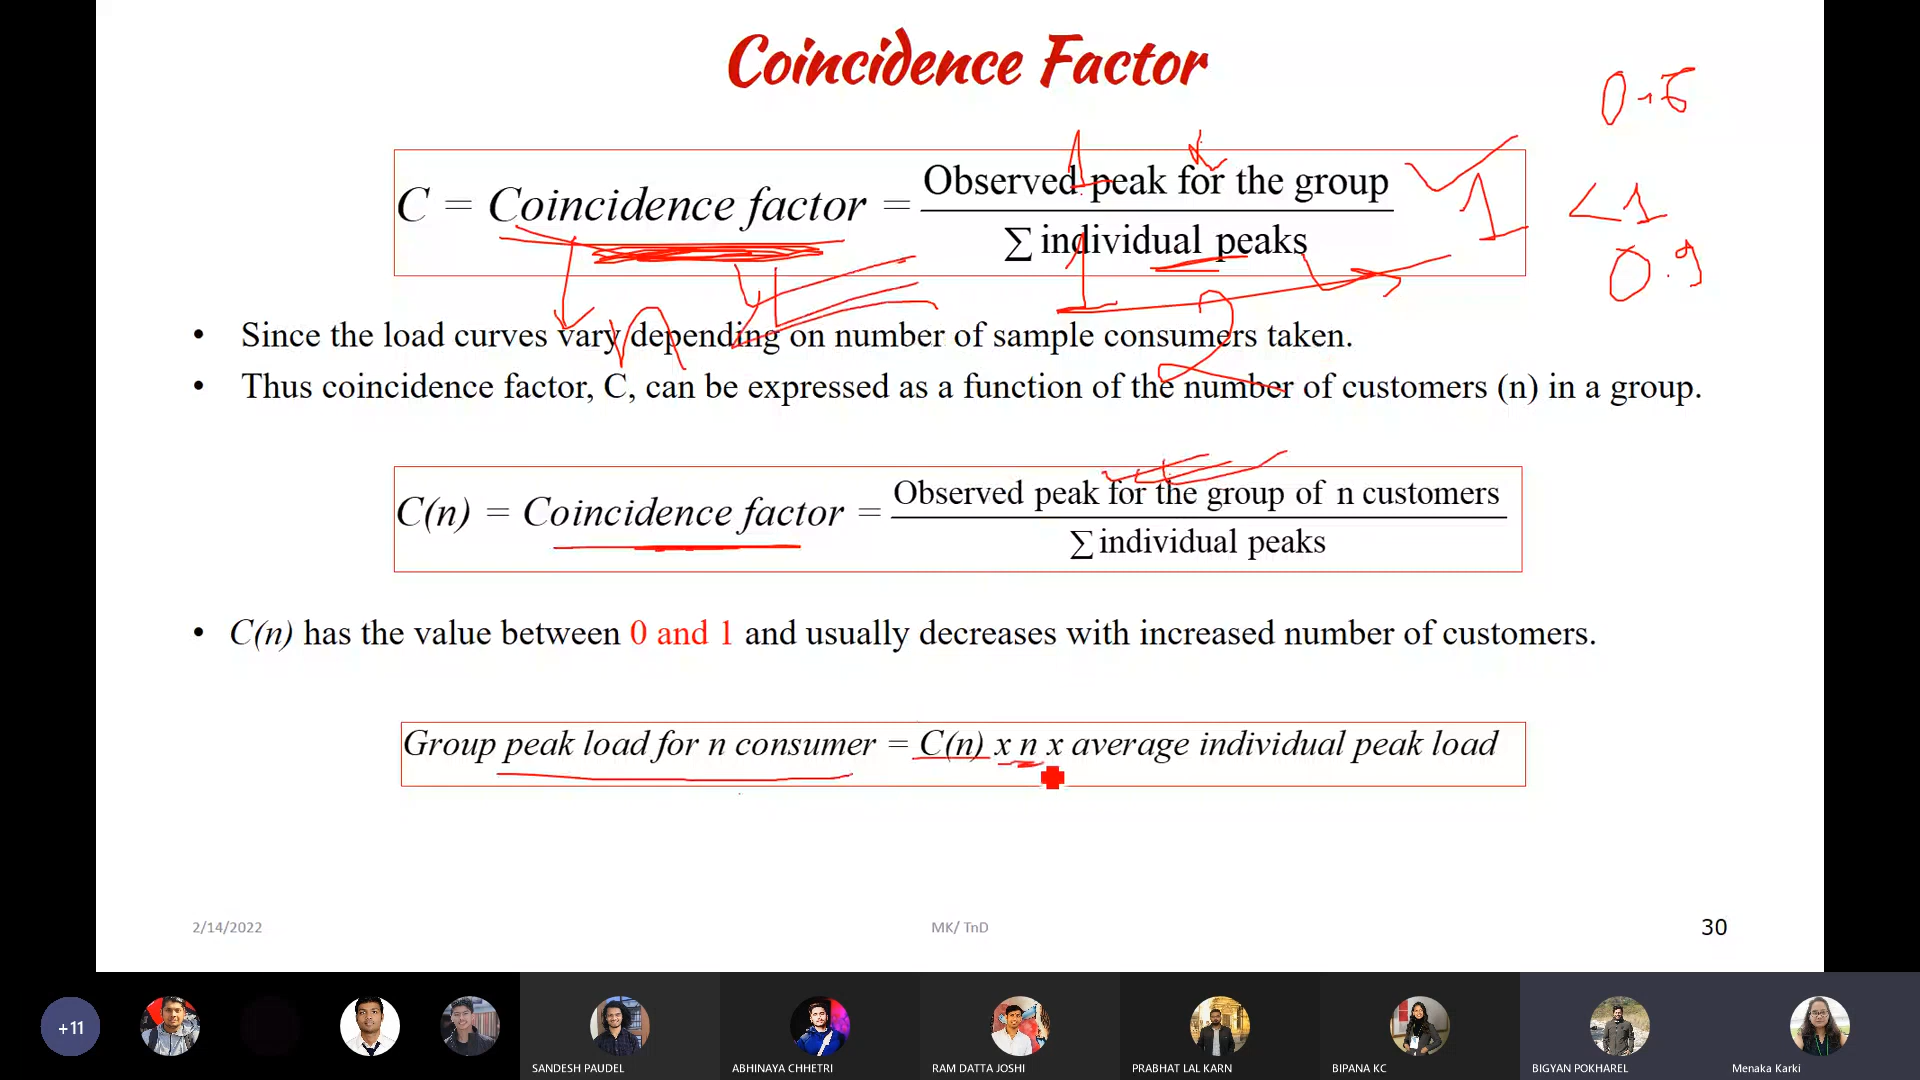 Coincidence Factor
0.5
C = Coincidence factor = Observed peak for the group
∑ individual peaks
1
1
1
< 1
0.9
n
2
• Since the load curves vary depending on number of sample consumers taken.
• Thus coincidence factor, C, can be expressed as a function of the number of customers (n) in a group.
C(n) = Coincidence factor = Observed peak for the group of n customers
∑ individual peaks
• C(n) has the value between 0 and 1 and usually decreases with increased number of customers.
Group peak load for n consumer = C(n) x n x average individual peak load
2/14/2022
MK/ TnD
30
+11
SANDESH PAUDEL
ABHINAYA CHHETRI
RAM DATTA JOSHI
PRABHAT LAL KARN
BIPANA KC
BIGYAN POKHAREL
Menaka Karki